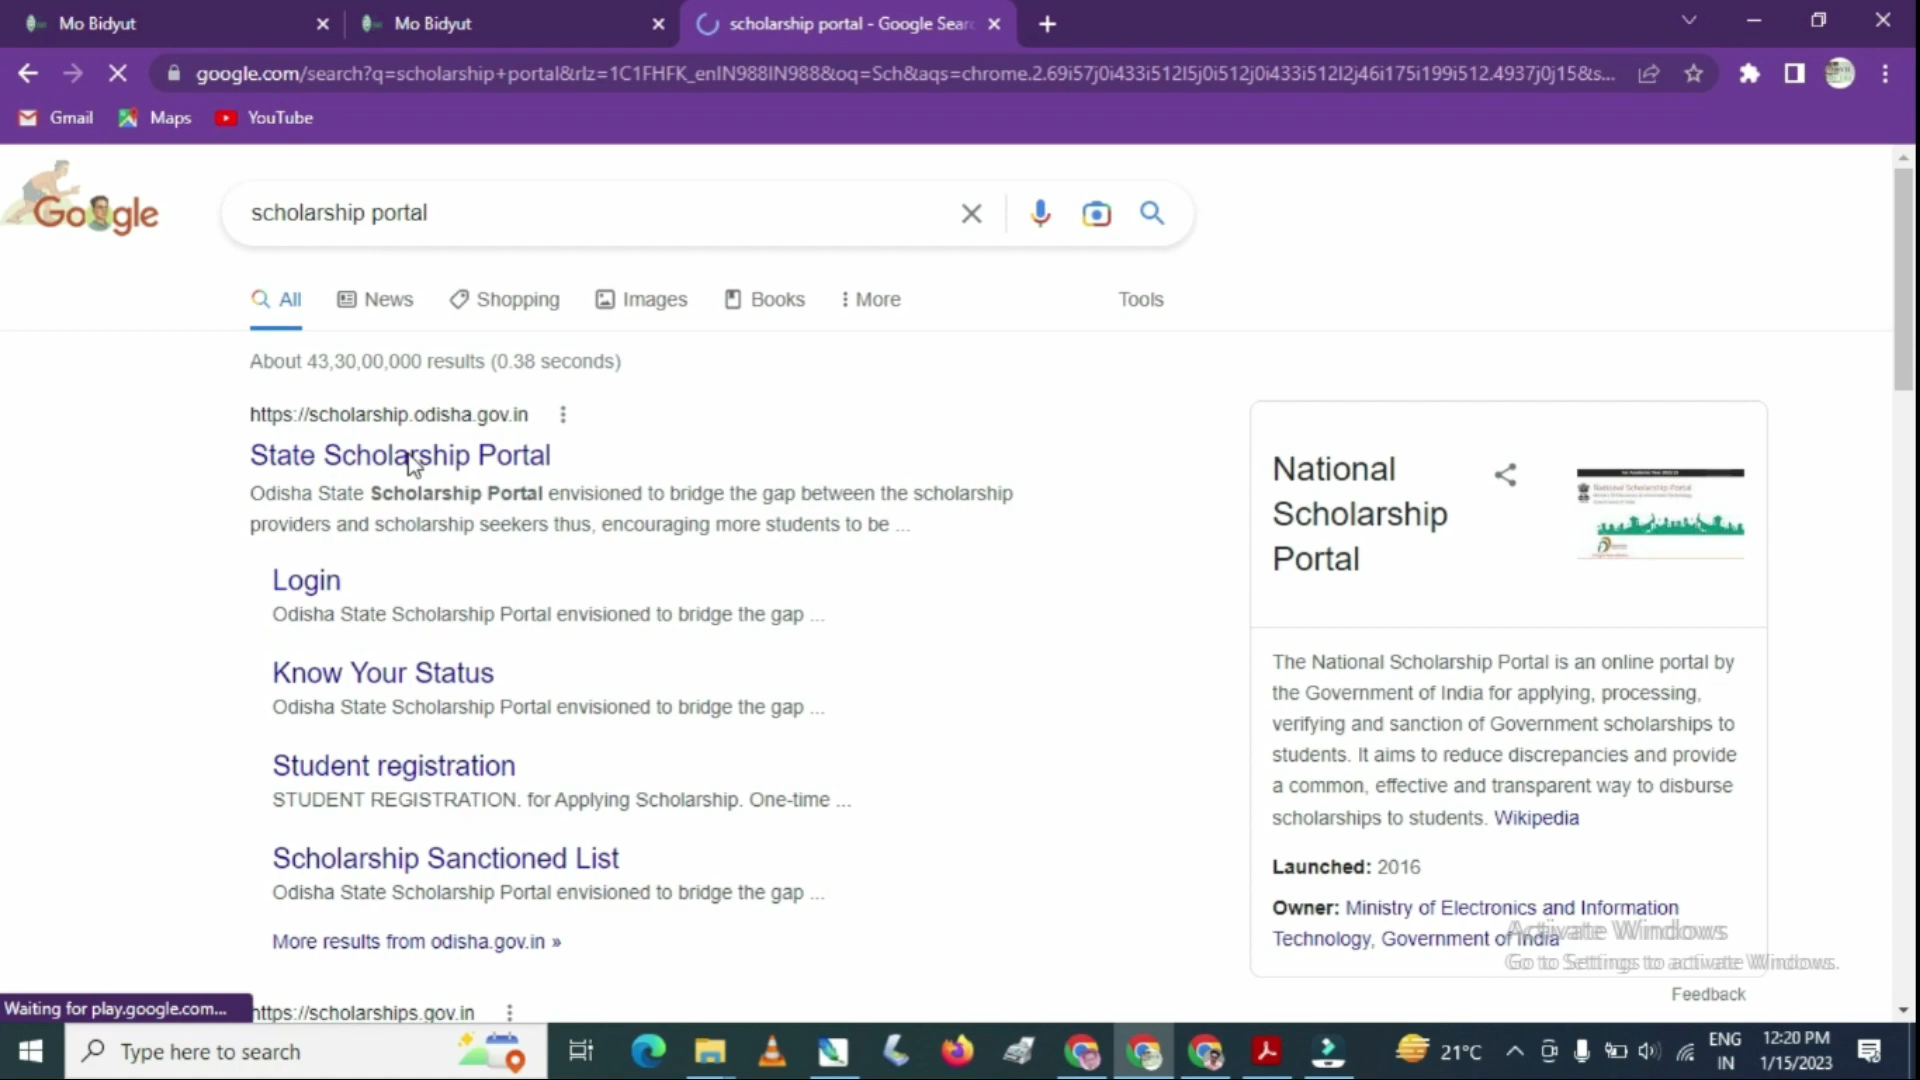 Mo Bidyut
Mo Bidyut
scholarship portal - Google Sear
google.com/search?q=scholarship+portal&rlz=1C1FHFK_enIN988IN988&oq=Sch&aqs=chrome.2.69i57j0i433i512l5j0i512j0i433i512l2j46i175i199i512.4937j0j15&s...
Gmail
Maps
YouTube
Google
scholarship portal
All
News
Shopping
Images
Books
More
Tools
About 43,30,00,000 results (0.38 seconds)
https://scholarship.odisha.gov.in
State Scholarship Portal
Odisha State Scholarship Portal envisioned to bridge the gap between the scholarship
providers and scholarship seekers thus, encouraging more students to be ...
Login
Odisha State Scholarship Portal envisioned to bridge the gap ...
Know Your Status
Odisha State Scholarship Portal envisioned to bridge the gap ...
Student registration
STUDENT REGISTRATION. for Applying Scholarship. One-time ...
Scholarship Sanctioned List
Odisha State Scholarship Portal envisioned to bridge the gap ...
More results from odisha.gov.in »
https://scholarships.gov.in
National
Scholarship
Portal
The National Scholarship Portal is an online portal by
the Government of India for applying, processing,
verifying and sanction of Government scholarships to
students. It aims to reduce discrepancies and provide
a common, effective and transparent way to disburse
scholarships to students. Wikipedia
Launched: 2016
Owner: Ministry of Electronics and Information
Technology, Government of India
Activate Windows
Go to Settings to activate Windows.
Feedback
Waiting for play.google.com...
Type here to search
21°C
ENG
IN
12:20 PM
1/15/2023